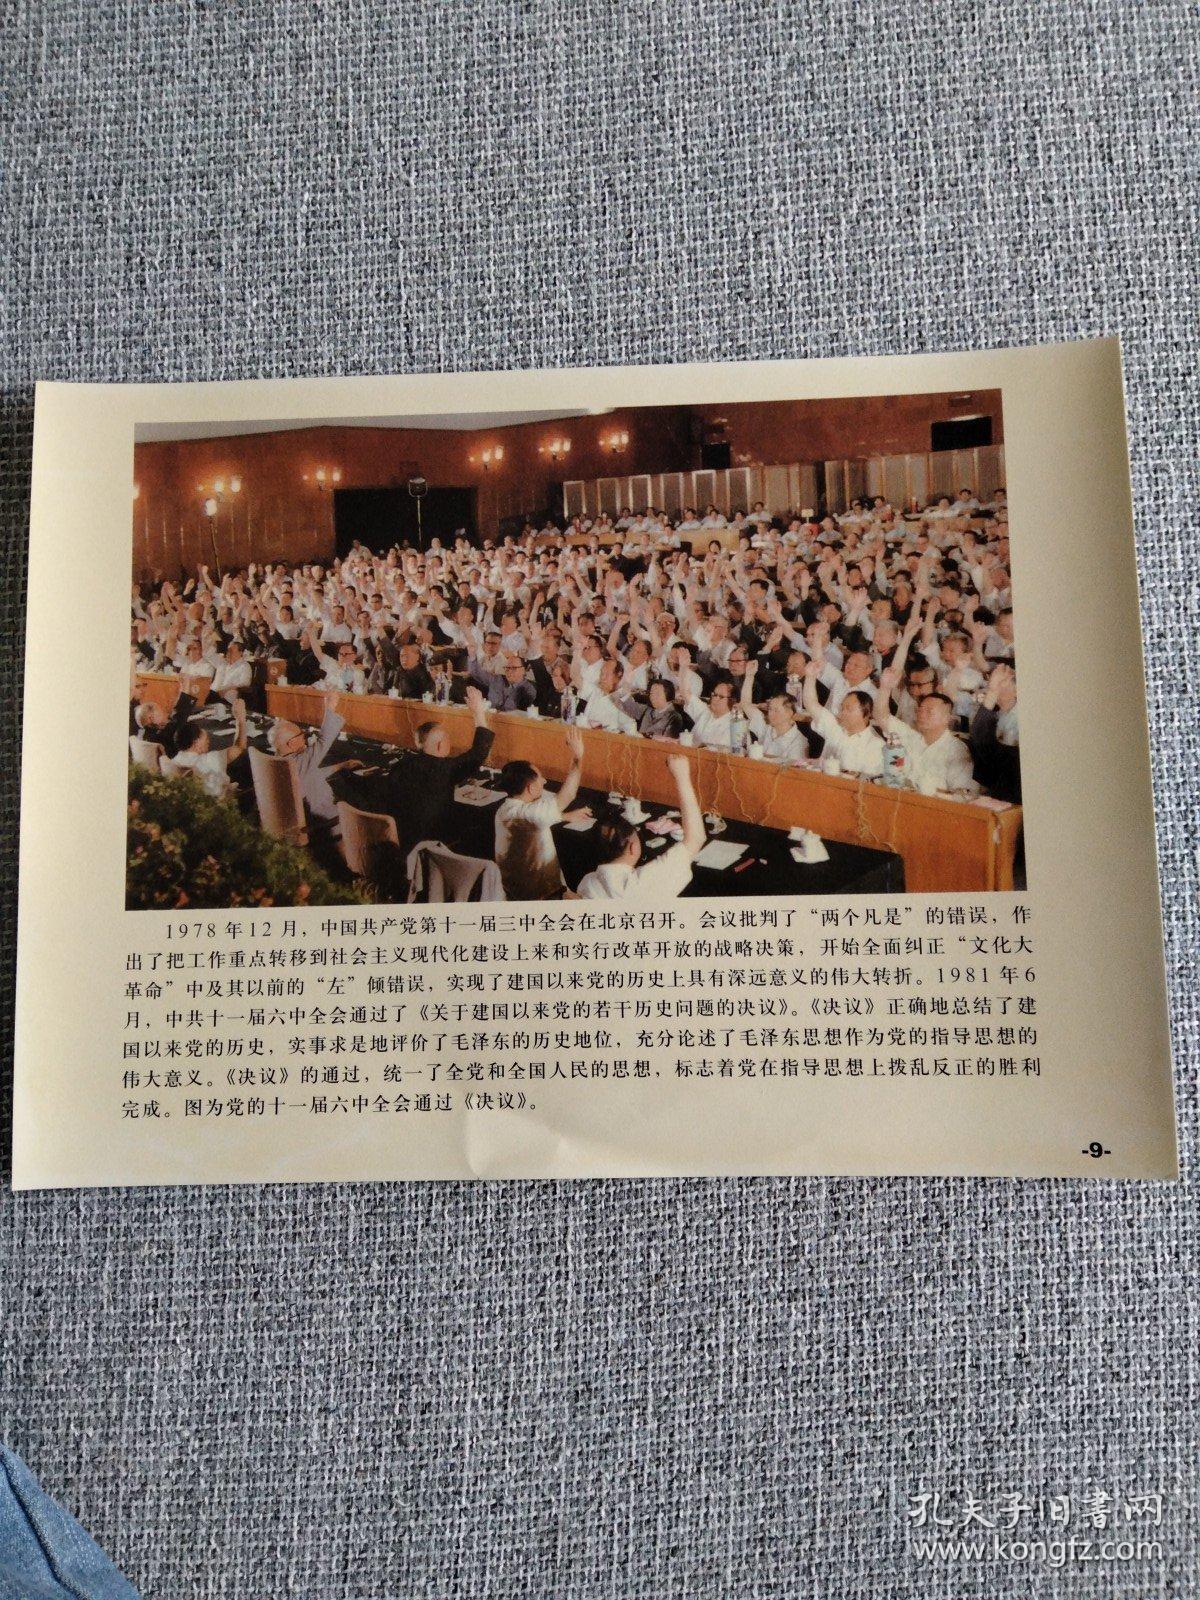 1978年12月，中国共产党第十一届三中全会在北京召开。会议批判了“两个凡是”的错误，作
出了把工作重点转移到社会主义现代化建设上来和实行改革开放的战略决策，开始全面纠正“文化大
革命”中及其以前的“左”倾错误，实现了建国以来党的历史上具有深远意义的伟大转折。1981年6
月，中共十一届六中全会通过了《关于建国以来党的若干历史问题的决议》。《决议》正确地总结了建
国以来党的历史，实事求是地评价了毛泽东的历史地位，充分论述了毛泽东思想作为党的指导思想的
伟大意义。《决议》的通过，统一了全党和全国人民的思想，标志着党在指导思想上拨乱反正的胜利
完成。图为党的十一届六中全会通过《决议》。
-9-
孔夫子旧書网
www.kongfz.com